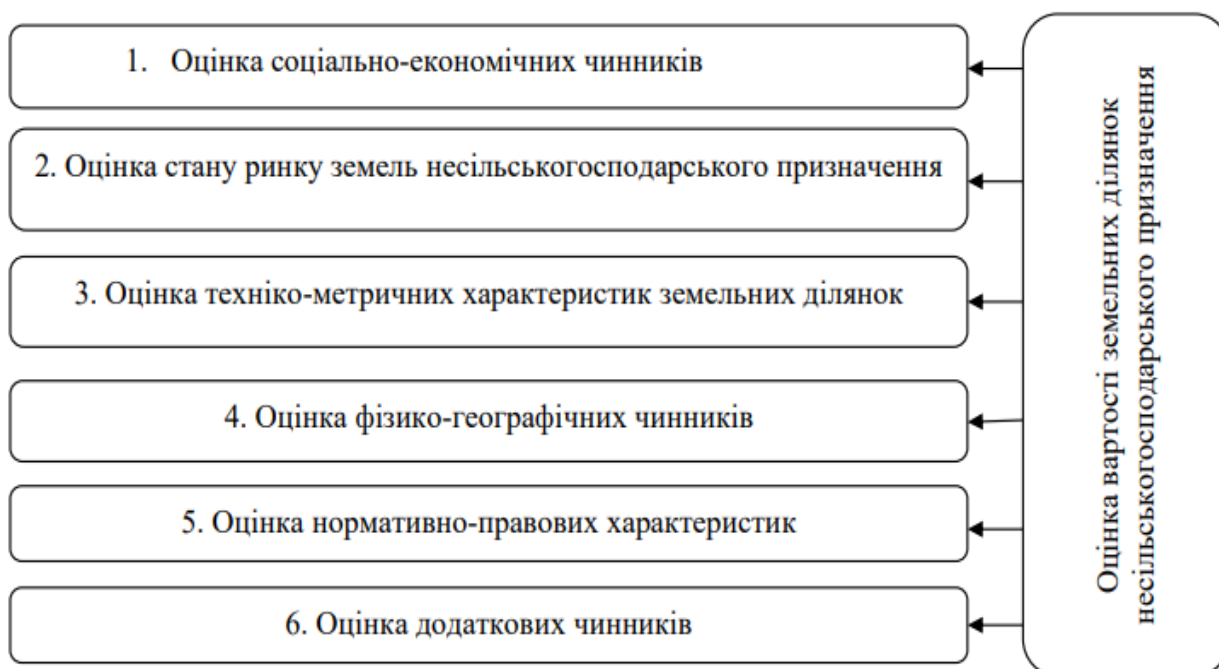 1. Оцінка соціально-економічних чинників
2. Оцінка стану ринку земель несільськогосподарського призначення
3. Оцінка техніко-метричних характеристик земельних ділянок
4. Оцінка фізико-географічних чинників
5. Оцінка нормативно-правових характеристик
6. Оцінка додаткових чинників
Оцінка вартості земельних ділянок
несільськогосподарського призначення